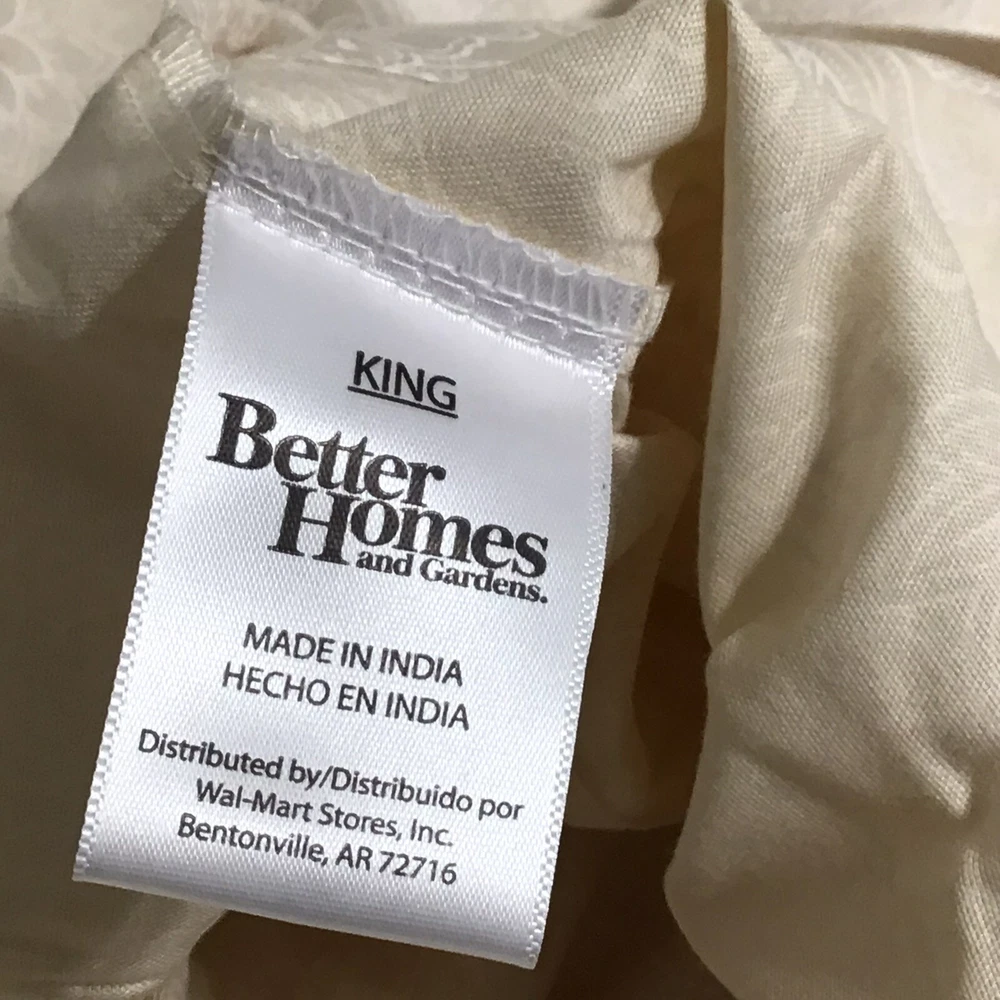 KING
Better
Homes
and Gardens.
MADE IN INDIA
HECHO EN INDIA
Distributed by/Distribuido por
Wal-Mart Stores, Inc.
Bentonville, AR 72716